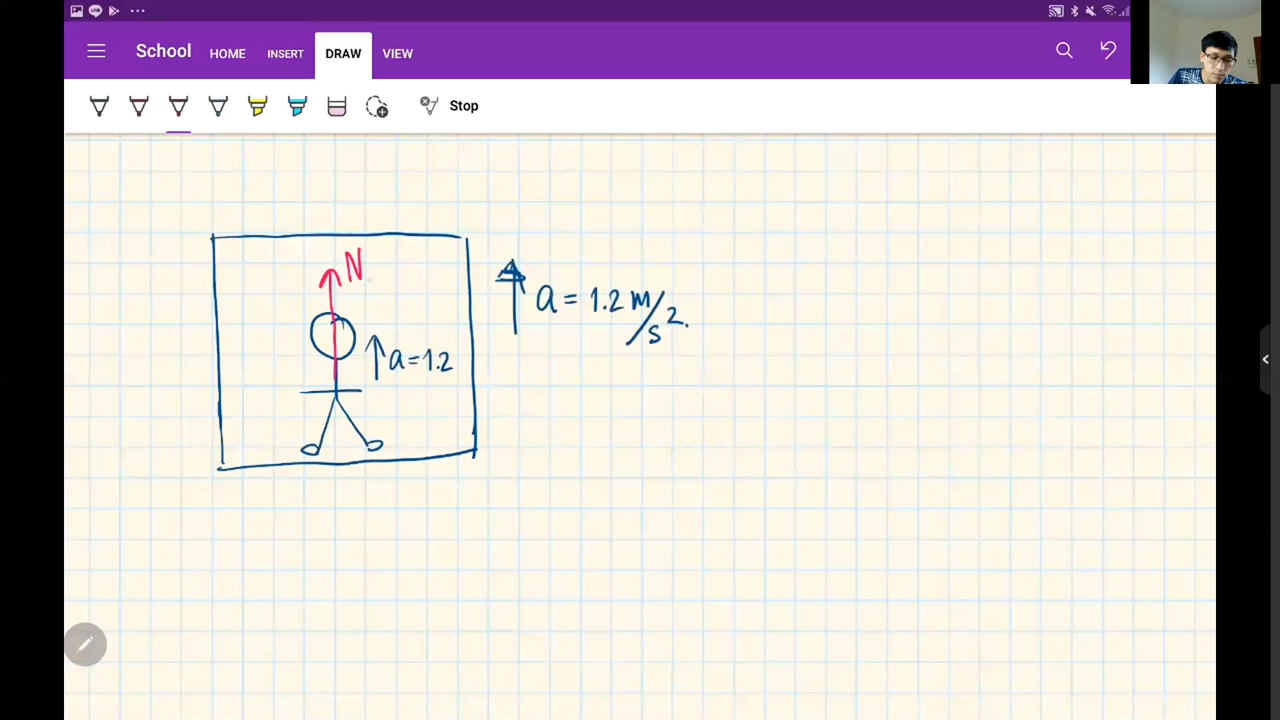 School HOME INSERT DRAW VIEW
Stop
N
a = 1.2 m/s².
a=1.2